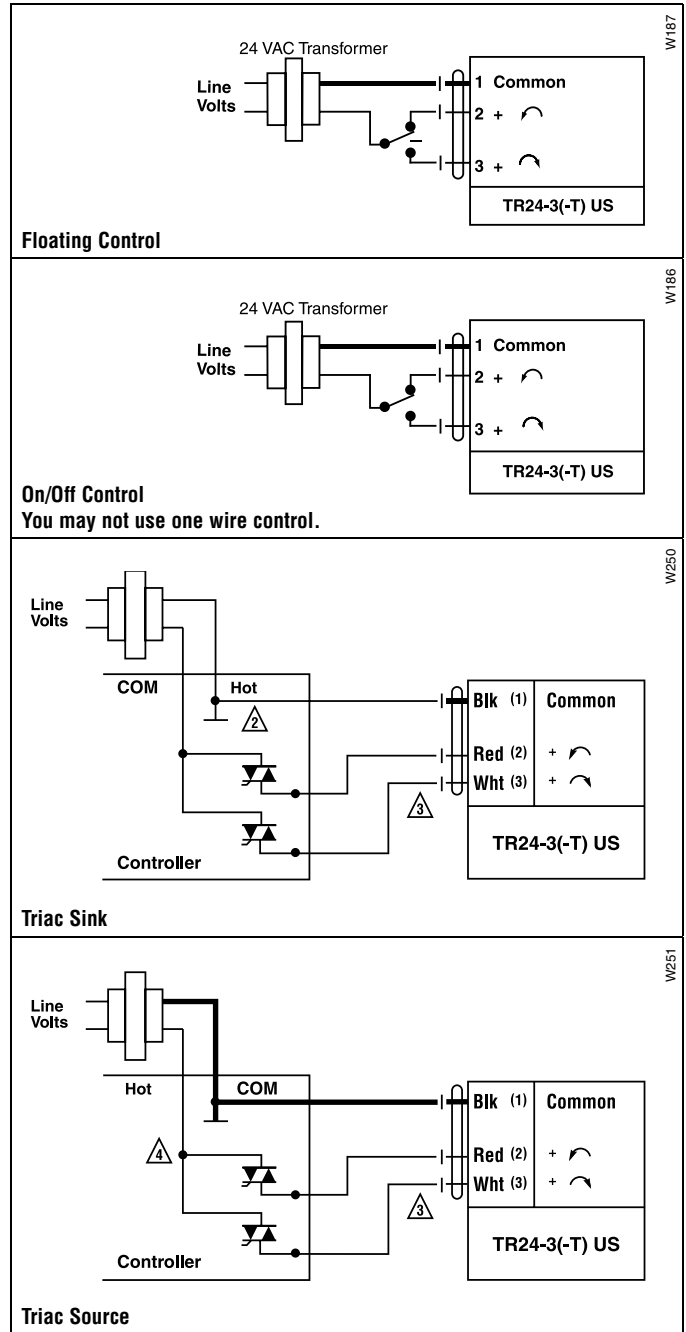 W187
24 VAC Transformer
Line
Volts
1 Common
2 +
3 +
TR24-3(-T) US
Floating Control
W186
24 VAC Transformer
Line
Volts
1 Common
2 +
3 +
TR24-3(-T) US
On/Off Control
You may not use one wire control.
W250
Line
Volts
COM Hot
2
Blk (1) Common
Red (2) +
Wht (3) +
3
TR24-3(-T) US
Controller
Triac Sink
W251
Line
Volts
Hot COM
Blk (1) Common
4
Red (2) +
Wht (3) +
3
TR24-3(-T) US
Controller
Triac Source